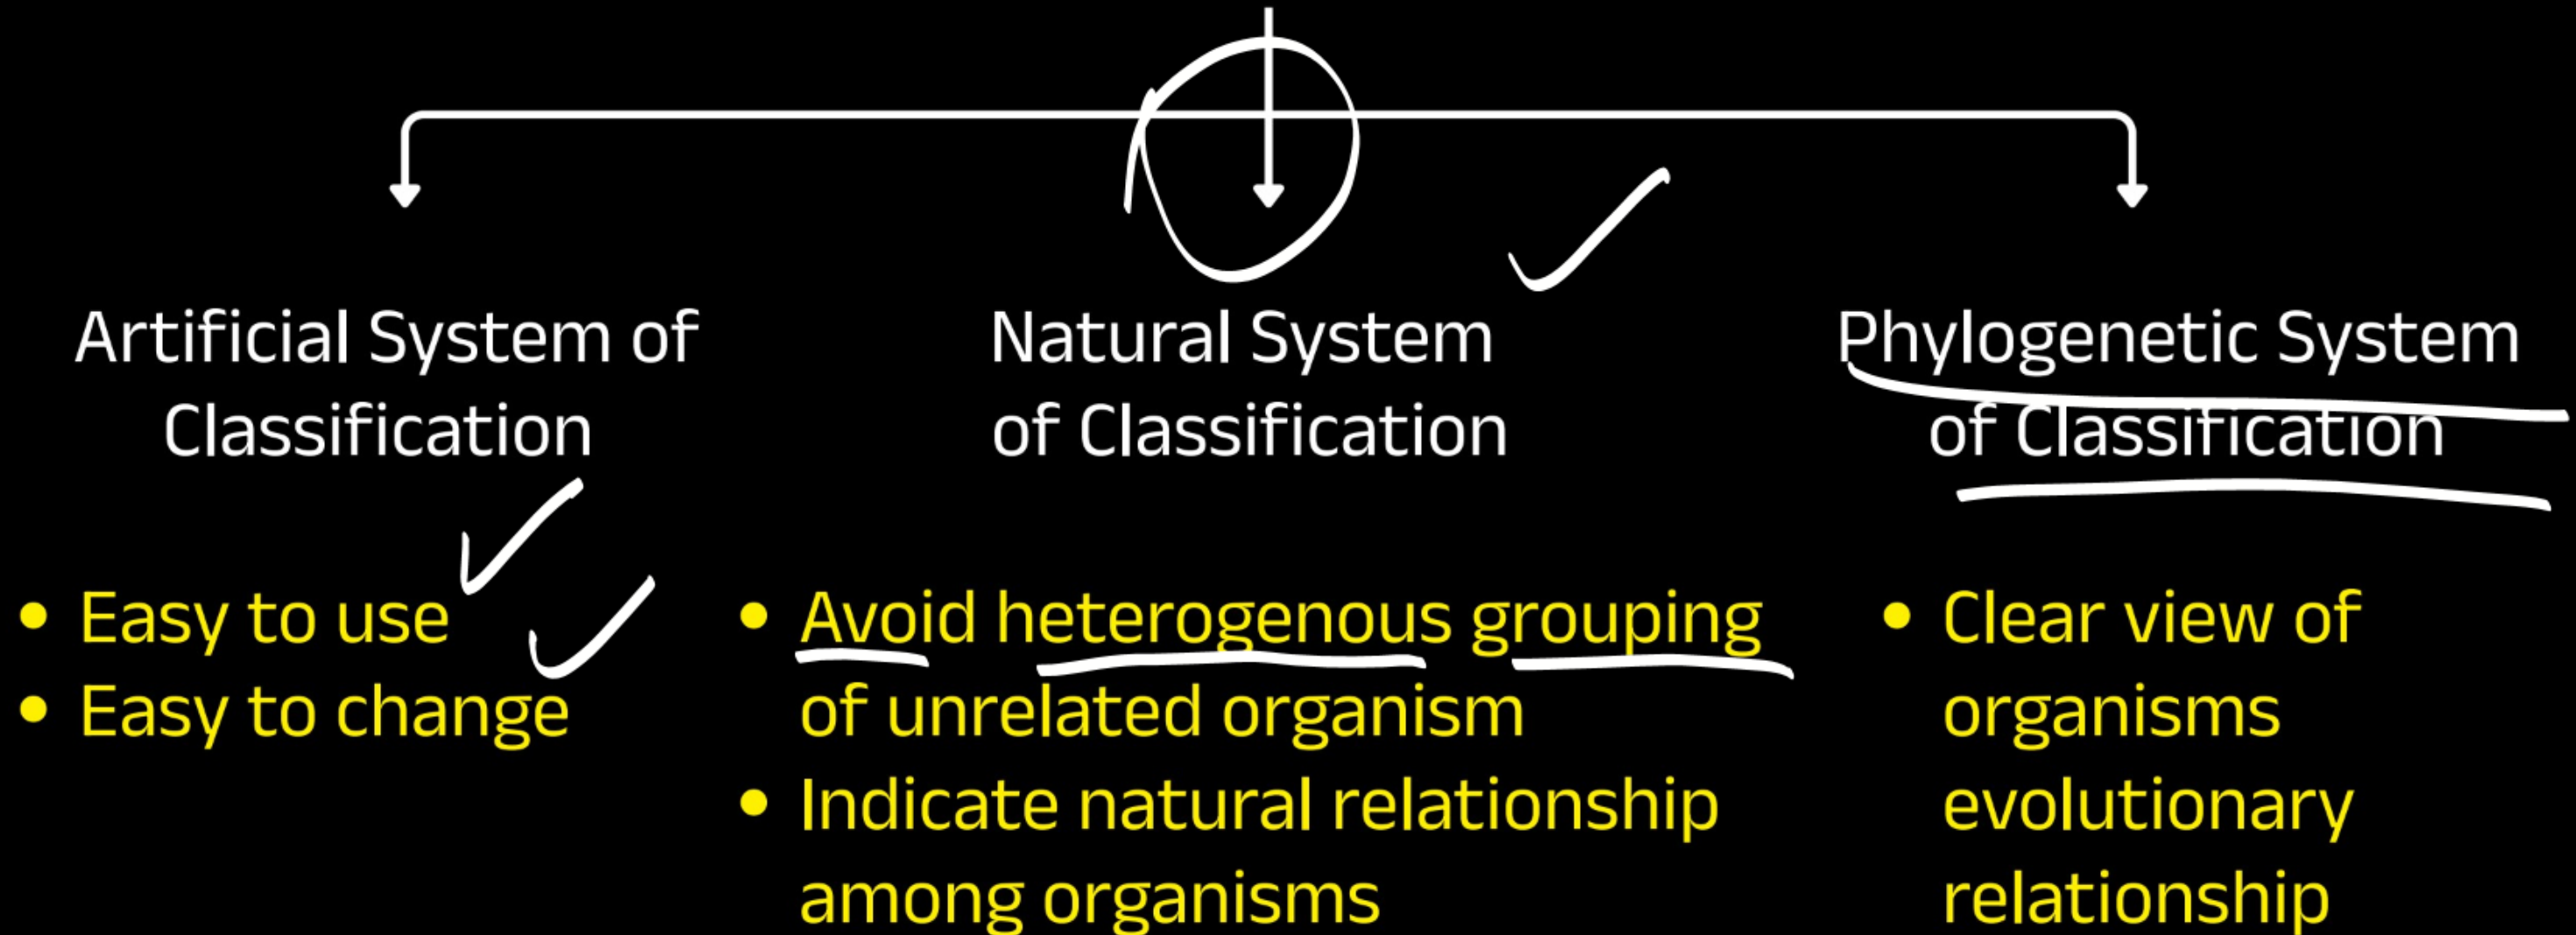 Artificial System of
Classification
• Easy to use
• Easy to change
Natural System
of Classification
• Avoid heterogenous grouping
of unrelated organism
• Indicate natural relationship
among organisms
Phylogenetic System
of Classification
• Clear view of
organisms
evolutionary
relationship